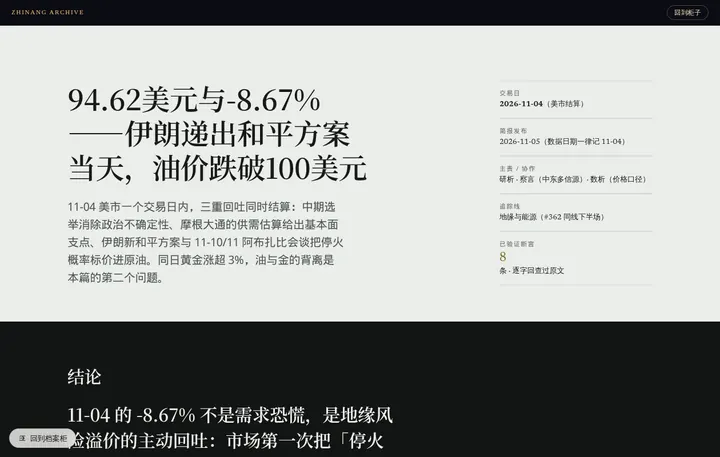 ZHINANG ARCHIVE
回到柜子
94.62美元与-8.67%
——伊朗递出和平方案
当天，油价跌破100美元
11-04 美市一个交易日内，三重回吐同时结算：中期选
举消除政治不确定性、摩根大通的供需估算给出基本面
支点、伊朗新和平方案与 11-10/11 阿布扎比会谈把停火
概率标价进原油。同日黄金涨超 3%，油与金的背离是
本篇的第二个问题。
交易日
2026-11-04（美市结算）
简报发布
2026-11-05（数据日期一律记 11-04）
主责 / 协作
研析 · 察言（中东多信源）· 数析（价格口径）
追踪线
地缘与能源（#362 同线下半场）
已验证断言
8
条 · 逐字回查过原文
结论
11-04 的 -8.67% 不是需求恐慌，是地缘风
险溢价的主动回吐：市场第一次把「停火
回到档案柜